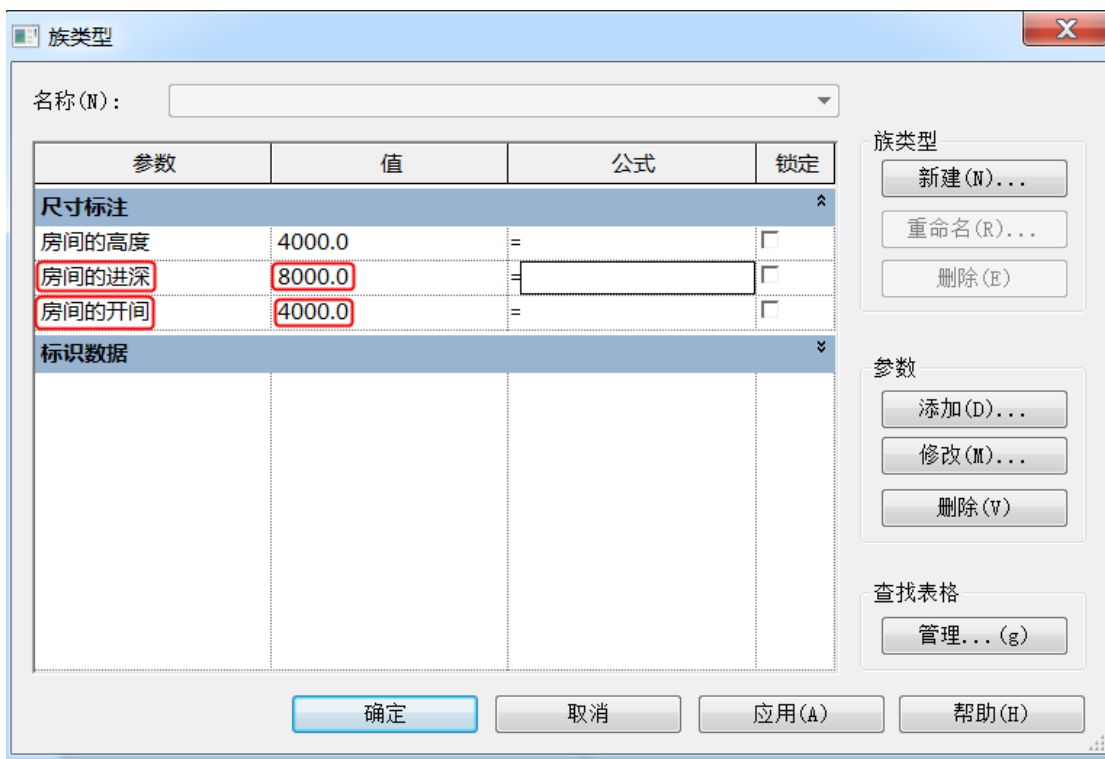 族类型
名称(N):
参数 值 公式 锁定
尺寸标注
房间的高度 4000.0 =
房间的进深 8000.0 =
房间的开间 4000.0 =
标识数据
族类型
新建(N)...
重命名(R)...
删除(E)
参数
添加(D)...
修改(M)...
删除(V)
查找表格
管理...(g)
确定 取消 应用(A) 帮助(H)